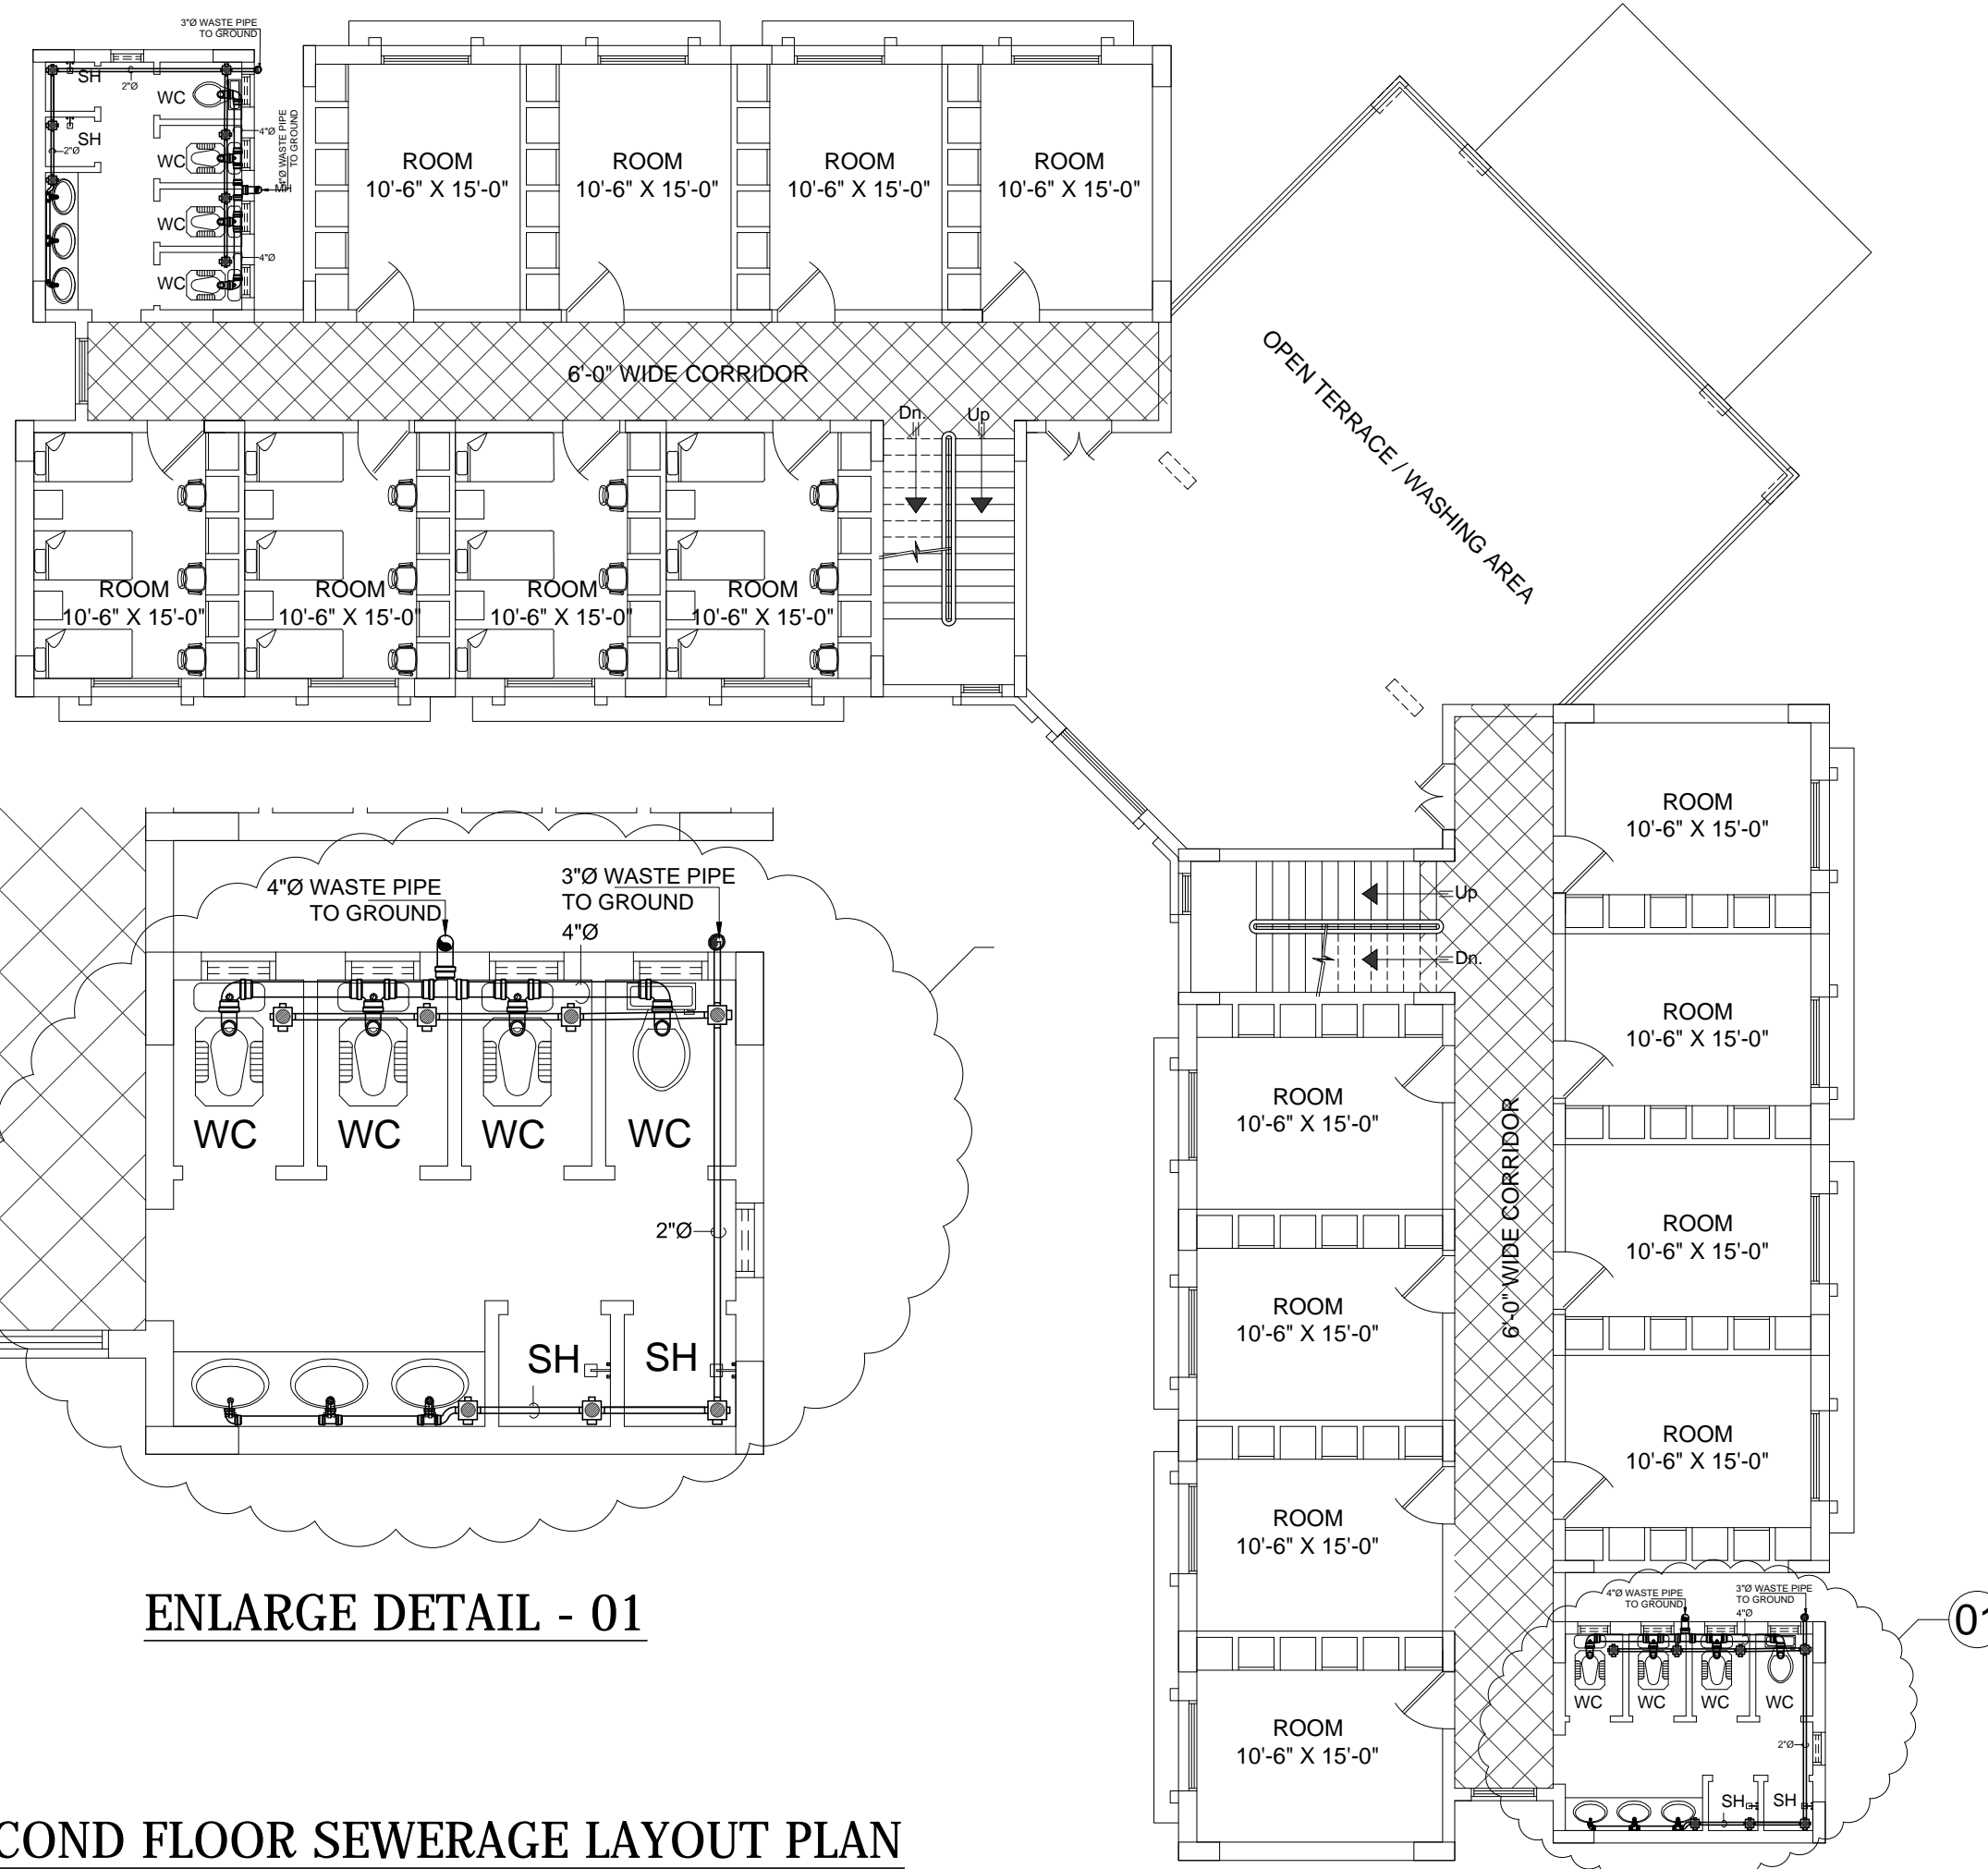 3"Ø WASTE PIPE
TO GROUND
SH
2"Ø
WC
SH
2"Ø
4"Ø
4"Ø WASTE PIPE
TO GROUND
WC
MH
WC
4"Ø
WC
ROOM
10'-6" X 15'-0"
ROOM
10'-6" X 15'-0"
ROOM
10'-6" X 15'-0"
ROOM
10'-6" X 15'-0"
6'-0" WIDE CORRIDOR
Dn.
Up
OPEN TERRACE / WASHING AREA
ROOM
10'-6" X 15'-0"
ROOM
10'-6" X 15'-0"
ROOM
10'-6" X 15'-0"
ROOM
10'-6" X 15'-0"
4"Ø WASTE PIPE
TO GROUND
3"Ø WASTE PIPE
TO GROUND
4"Ø
WC
WC
WC
WC
2"Ø
SH
SH
ENLARGE DETAIL - 01
Up
Dn.
ROOM
10'-6" X 15'-0"
ROOM
10'-6" X 15'-0"
ROOM
10'-6" X 15'-0"
ROOM
10'-6" X 15'-0"
6'-0" WIDE CORRIDOR
ROOM
10'-6" X 15'-0"
ROOM
10'-6" X 15'-0"
ROOM
10'-6" X 15'-0"
ROOM
10'-6" X 15'-0"
4"Ø WASTE PIPE
TO GROUND
3"Ø WASTE PIPE
TO GROUND
4"Ø
WC
WC
WC
WC
2"Ø
SH
SH
01
COND FLOOR SEWERAGE LAYOUT PLAN